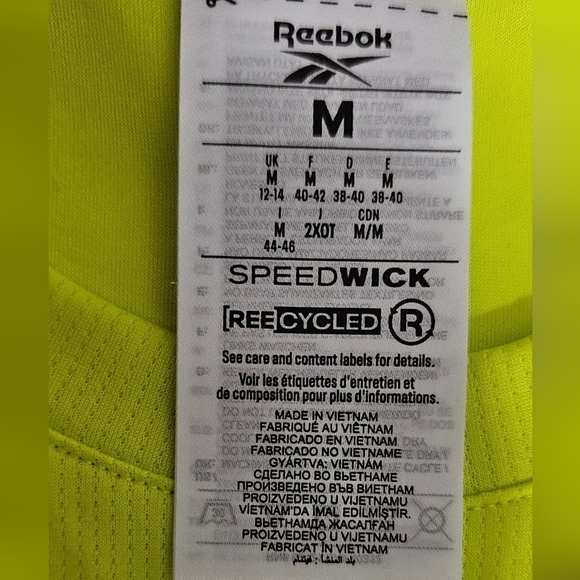 Reebok
M
UK F D E
M M M M
12-14 40-42 38-40 38-40
I J CDN
M 2XOT M/M
44-46
SPEEDWICK
[REECYCLED] R
See care and content labels for details.
Voir les étiquettes d'entretien et
de composition pour plus d'informations.
MADE IN VIETNAM
FABRIQUÉ AU VIÊTNAM
FABRICADO EN VIETNAM
FABRICADO NO VIETNAME
GYÁRTVA: VIETNÁM
СДЕЛАНО ВО ВЬЕТНАМЕ
ПРОИЗВЕДЕНО ВЪВ ВИЕТНАМ
PROIZVEDENO U VIJETNAMU
VİETNAM'DA İMAL EDİLMİŞTİR.
ВЬЕТНАМДА ЖАСАЛҒАН
PROIZVEDENO U VIJETNAMU
FABRICAT ÎN VIETNAM
بلد المنشأ: فيتنام